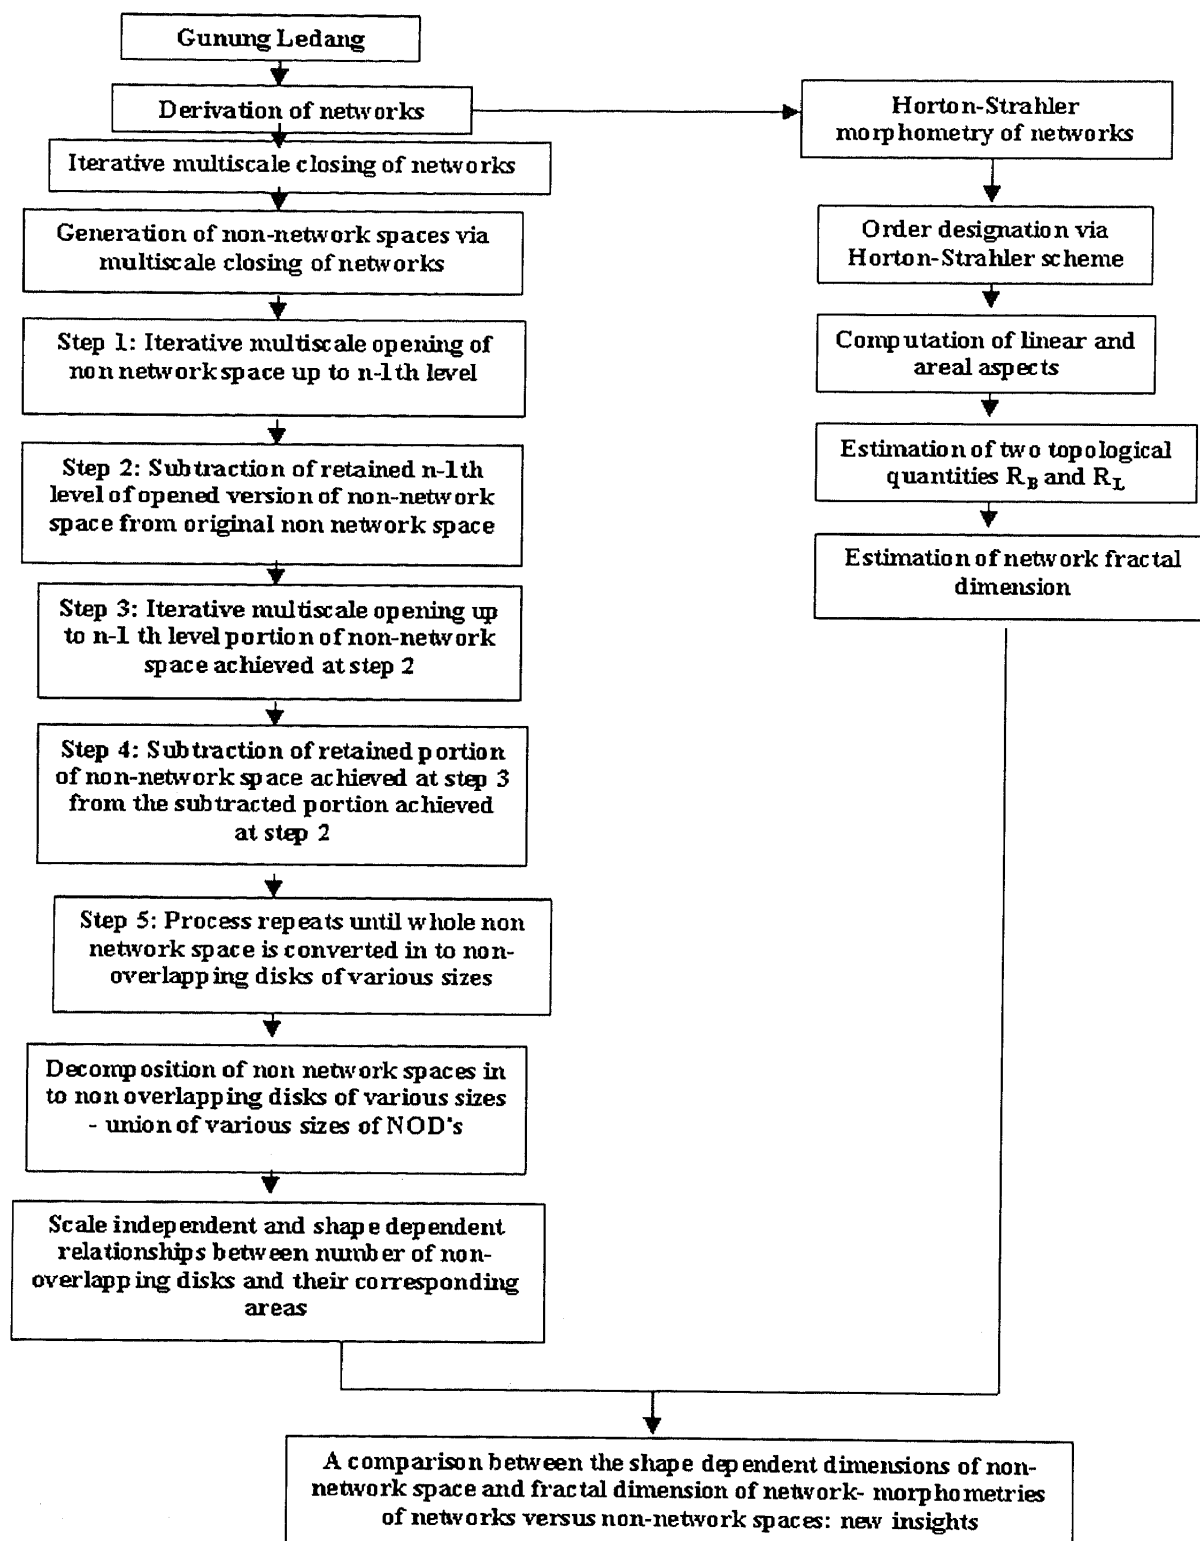 Gunung Ledang
Derivation of networks
Iterative multiscale closing of networks
Generation of non-network spaces via
multiscale closing of networks
Step 1: Iterative multiscale opening of
non network space up to n-1th level
Step 2: Subtraction of retained n-1th
level of opened version of non-network
space from original non network space
Step 3: Iterative multiscale opening up
to n-1 th level portion of non-network
space achieved at step 2
Step 4: Subtraction of retained portion
of non-network space achieved at step 3
from the subtracted portion achieved
at step 2
Step 5: Process repeats until whole non
network space is converted in to non-
overlapping disks of various sizes
Decomposition of non network spaces in
to non overlapping disks of various sizes
- union of various sizes of NOD's
Scale independent and shape dependent
relationships between number of non-
overlapping disks and their corresponding
areas
Horton-Strahler
morphometry of networks
Order designation via
Horton-Strahler scheme
Computation of linear and
areal aspects
Estimation of two topological
quantities RB and RL
Estimation of network fractal
dimension
A comparison between the shape dependent dimensions of non-
network space and fractal dimension of network- morphometries
of networks versus non-network spaces: new insights